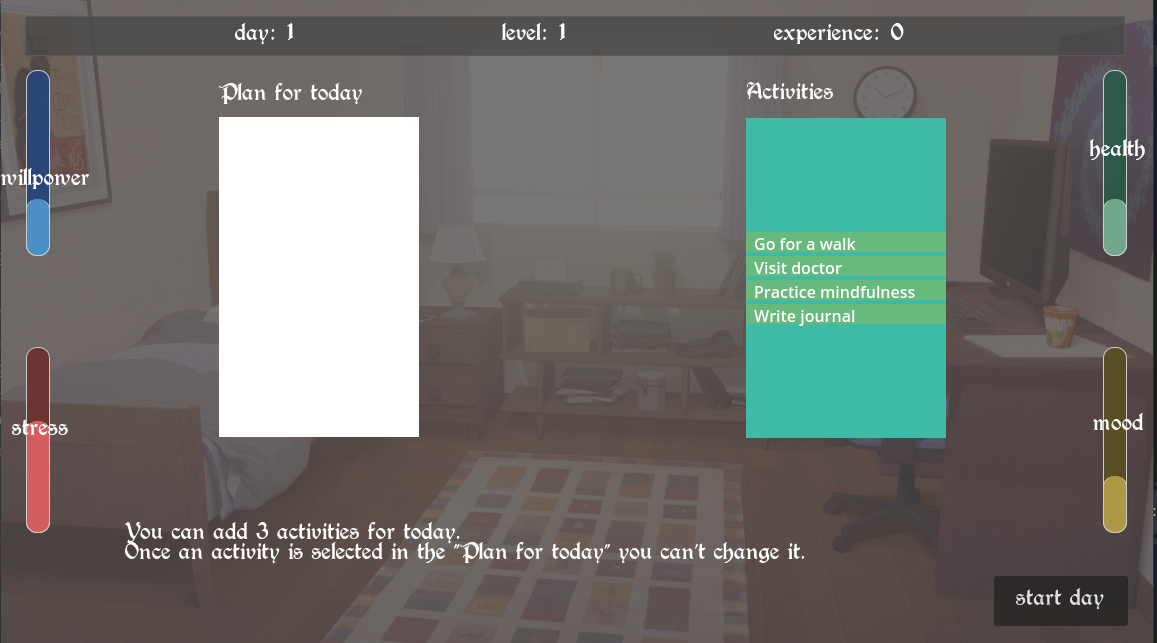 day: 1
level: 1
experience: 0
Plan for today
Activities
willpower
health
Go for a walk
Visit doctor
Practice mindfulness
Write journal
stress
mood
You can add 3 activities for today.
Once an activity is selected in the "Plan for today" you can't change it.
start day